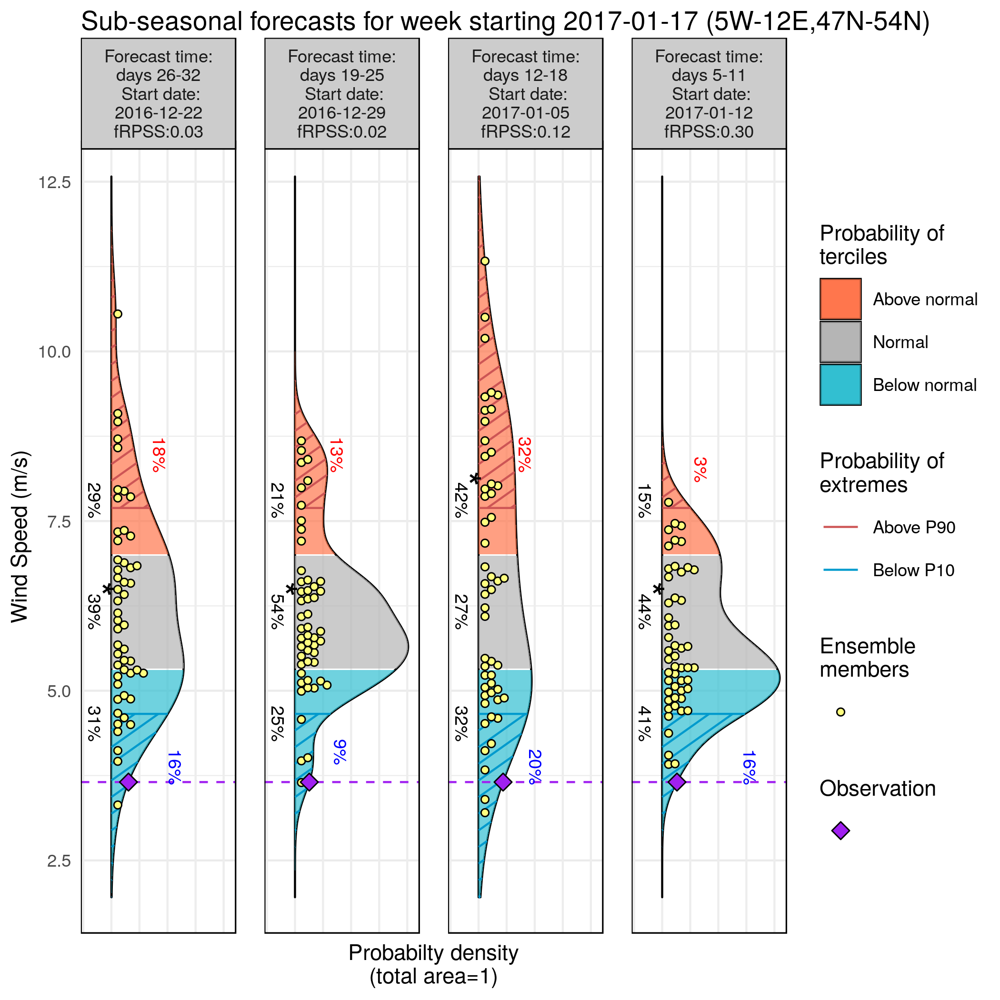 Sub-seasonal forecasts for week starting 2017-01-17 (5W-12E,47N-54N)
Forecast time:
days 26-32
Start date:
2016-12-22
fRPSS:0.03
Forecast time:
days 19-25
Start date:
2016-12-29
fRPSS:0.02
Forecast time:
days 12-18
Start date:
2017-01-05
fRPSS:0.12
Forecast time:
days 5-11
Start date:
2017-01-12
fRPSS:0.30
Wind Speed (m/s)
12.5
10.0
7.5
5.0
2.5
18%
29%
*
39%
31%
16%
13%
21%
*
54%
25%
9%
32%
*
42%
27%
32%
20%
3%
15%
*
44%
41%
16%
Probabilty density
(total area=1)
Probability of
terciles
Above normal
Normal
Below normal
Probability of
extremes
Above P90
Below P10
Ensemble
members
Observation